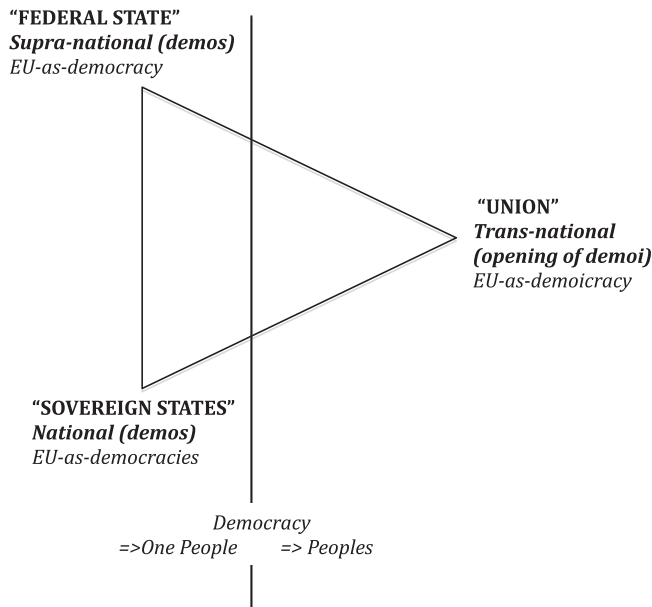 “FEDERAL STATE”
Supra-national (demos)
EU-as-democracy
“UNION”
Trans-national
(opening of demoi)
EU-as-demoicracy
“SOVEREIGN STATES”
National (demos)
EU-as-democracies
Democracy
=>One People => Peoples